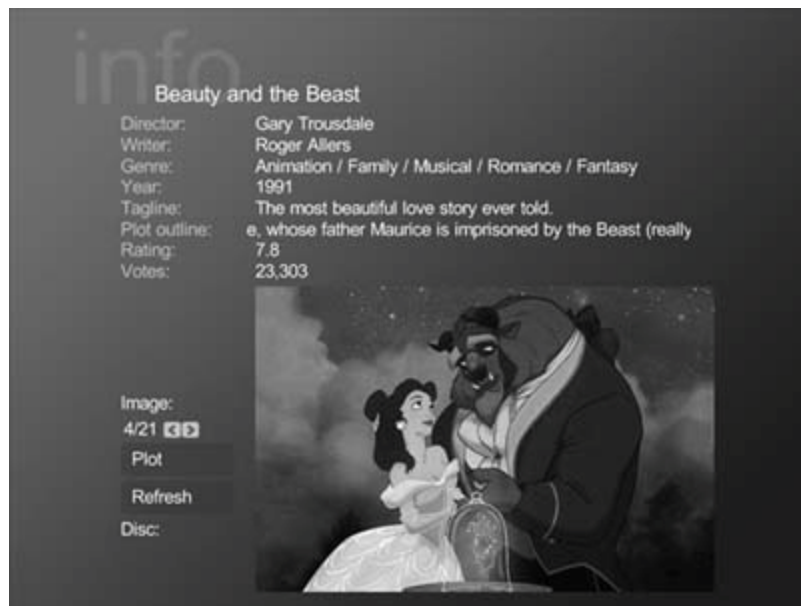 info
Beauty and the Beast
Director: Gary Trousdale
Writer: Roger Allers
Genre: Animation / Family / Musical / Romance / Fantasy
Year: 1991
Tagline: The most beautiful love story ever told.
Plot outline: e, whose father Maurice is imprisoned by the Beast (really
Rating: 7.8
Votes: 23,303
Image:
4/21
Plot
Refresh
Disc: